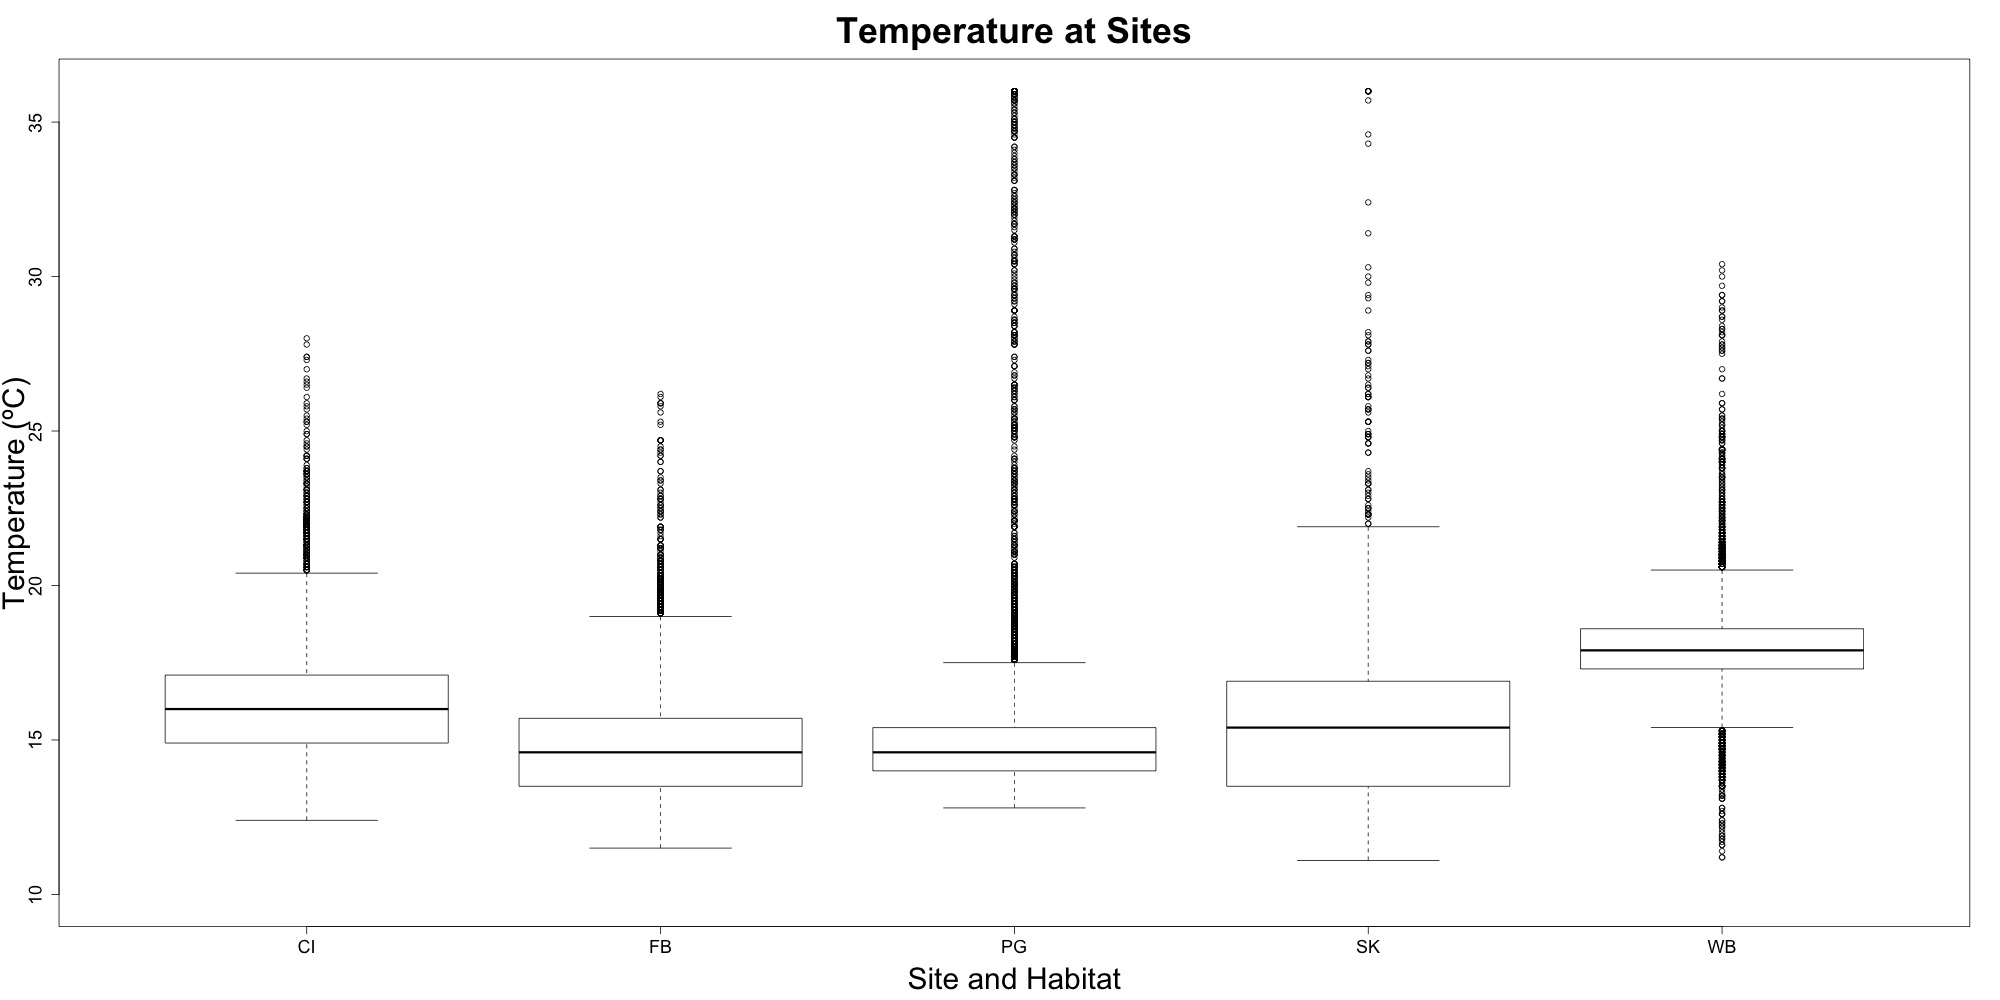 Temperature at Sites
Temperature (ºC)
35
30
25
20
15
10
CI FB PG SK WB
Site and Habitat